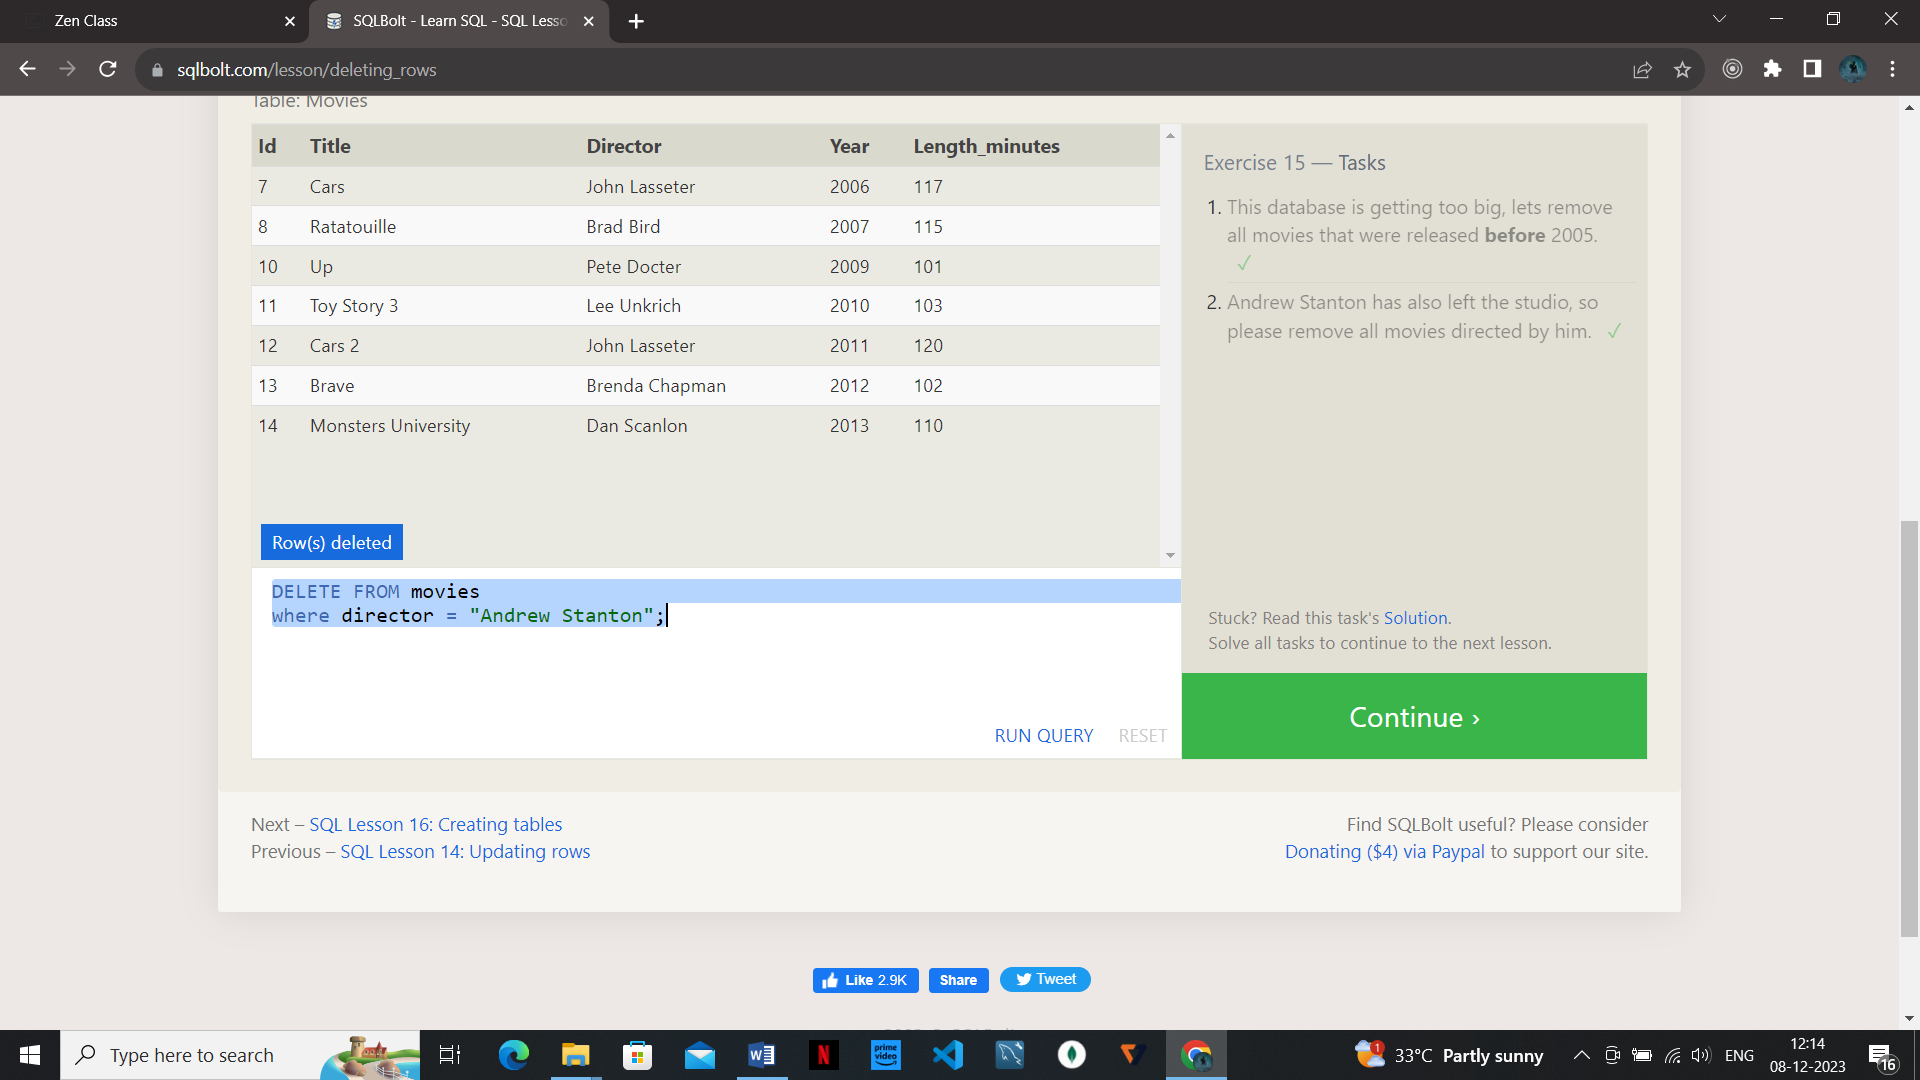 Zen Class
SQLBolt - Learn SQL - SQL Lesso
sqlbolt.com/lesson/deleting_rows
Table: Movies
Id Title Director Year Length_minutes
7 Cars John Lasseter 2006 117
8 Ratatouille Brad Bird 2007 115
10 Up Pete Docter 2009 101
11 Toy Story 3 Lee Unkrich 2010 103
12 Cars 2 John Lasseter 2011 120
13 Brave Brenda Chapman 2012 102
14 Monsters University Dan Scanlon 2013 110
Row(s) deleted
DELETE FROM movies
where director = "Andrew Stanton";
RUN QUERY RESET
Exercise 15 — Tasks
1. This database is getting too big, lets remove
all movies that were released before 2005.
✓
2. Andrew Stanton has also left the studio, so
please remove all movies directed by him. ✓
Stuck? Read this task's Solution.
Solve all tasks to continue to the next lesson.
Continue ›
Next – SQL Lesson 16: Creating tables
Previous – SQL Lesson 14: Updating rows
Find SQLBolt useful? Please consider
Donating ($4) via Paypal to support our site.
Like 2.9K
Share
Tweet
Type here to search
W
N
prime
video
1
33°C Partly sunny
ENG
12:14
08-12-2023
16